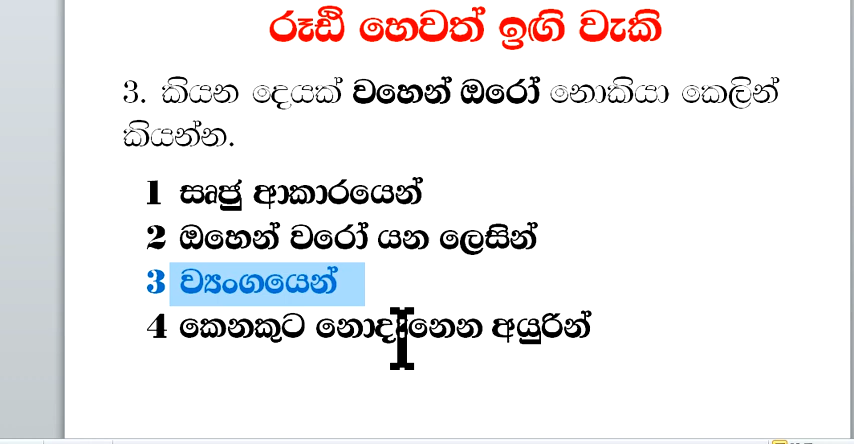 රූඪි හෙවත් ඉඟි වැකි
3. කියන දෙයක් වහෙන් ඔරෝ නොකියා කෙලින්
කියන්න.
1 ඍජු ආකාරයෙන්
2 ඔහෙන් වරෝ යන ලෙසින්
3 ව්‍යංගයෙන්
4 කෙනකුට නොදැනෙන අයුරින්